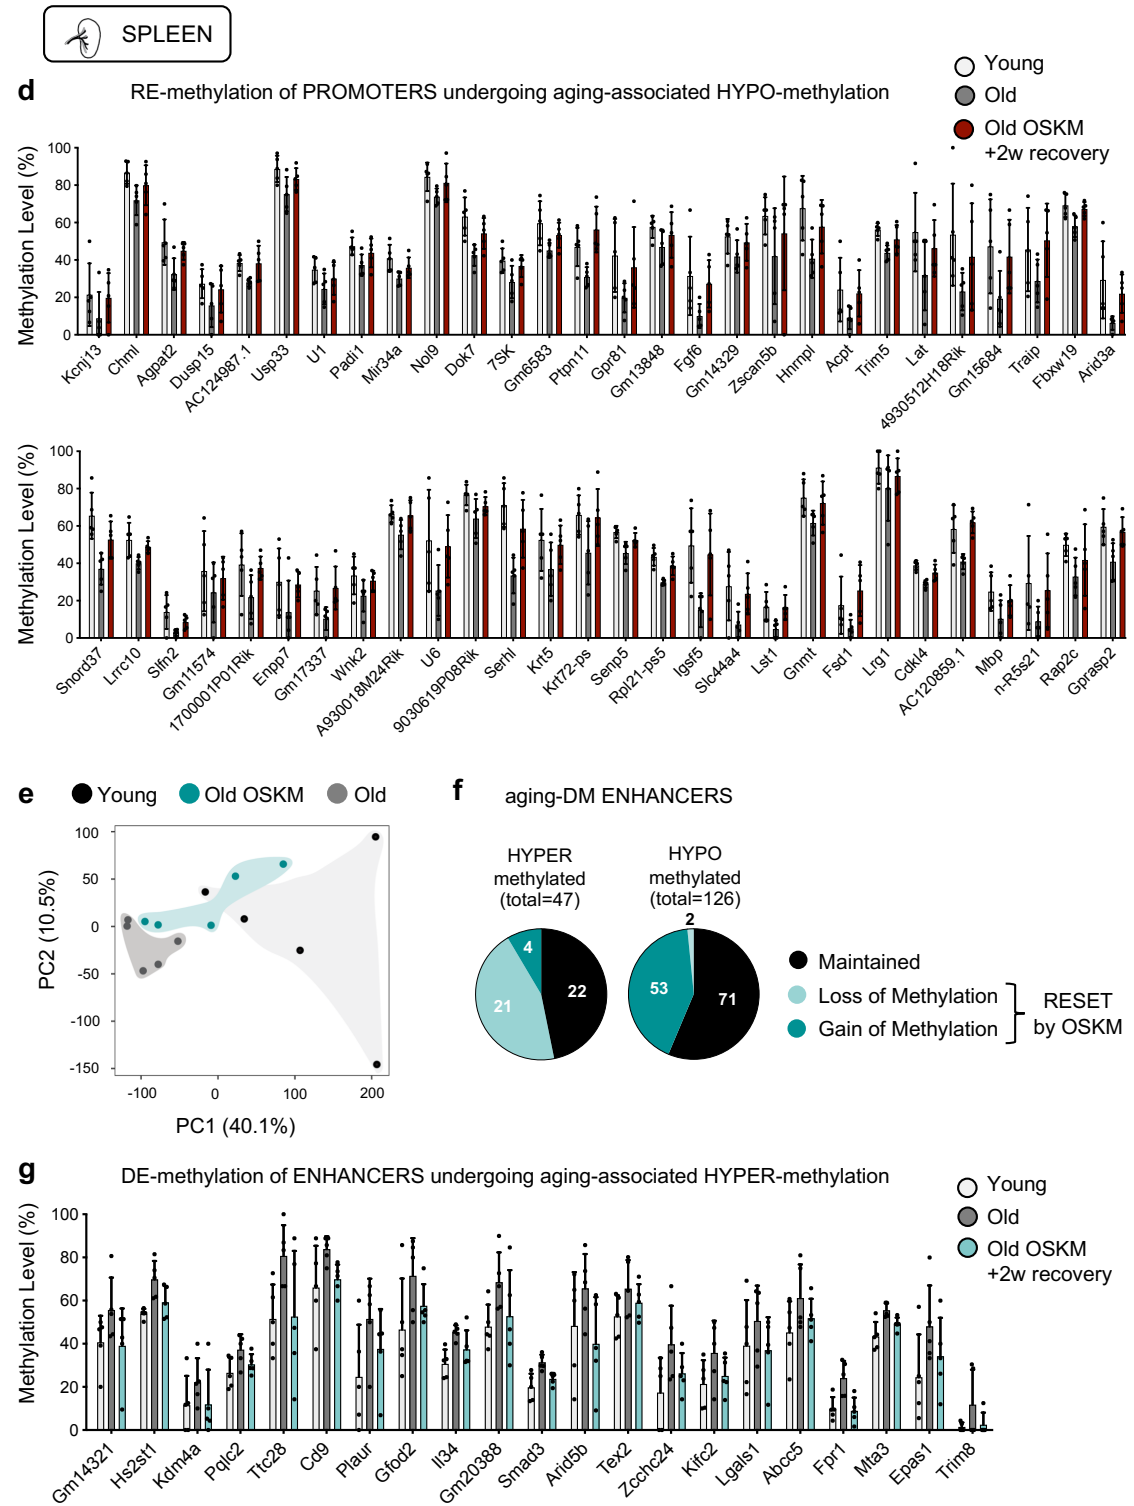 SPLEEN
d
RE-methylation of PROMOTERS undergoing aging-associated HYPO-methylation
Young
Old
Old OSKM
+2w recovery
Methylation Level (%)
100
80
60
40
20
0
Kcnj13
Chml
Agpat2
Dusp15
AC124987.1
Usp33
U1
Padi1
Mir34a
Nol9
Dok7
7SK
Gm6583
Ptpn11
Gpr81
Gm13848
Fgf6
Gm14329
Zscan5b
Hnrnpl
Acpt
Trim5
Lat
4930512H18Rik
Gm15684
Traip
Fbxw19
Arid3a
Methylation Level (%)
100
80
60
40
20
0
Snord37
Lrrc10
Slfn2
Gm11574
1700001P01Rik
Enpp7
Gm17337
Wnk2
A930018M24Rik
U6
9030619P08Rik
Serhl
Krt5
Krt72-ps
Senp5
Rpl21-ps5
Igsf5
Slc44a4
Lst1
Gnmt
Fsd1
Lrg1
Cdkl4
AC120859.1
Mbp
n-R5s21
Rap2c
Gprasp2
e
Young
Old OSKM
Old
PC2 (10.5%)
100
50
0
-50
-100
-150
-100
0
100
200
PC1 (40.1%)
f
aging-DM ENHANCERS
HYPER
methylated
(total=47)
4
21
22
HYPO
methylated
(total=126)
2
53
71
Maintained
Loss of Methylation
Gain of Methylation
RESET
by OSKM
g
DE-methylation of ENHANCERS undergoing aging-associated HYPER-methylation
Young
Old
Old OSKM
+2w recovery
Methylation Level (%)
100
80
60
40
20
0
Gm14321
Hs2st1
Kdm4a
Pqlc2
Ttc28
Cd9
Plaur
Gfod2
Il34
Gm20388
Smad3
Arid5b
Tex2
Zcchc24
Kifc2
Lgals1
Abcc5
Fpr1
Mta3
Epas1
Trim8